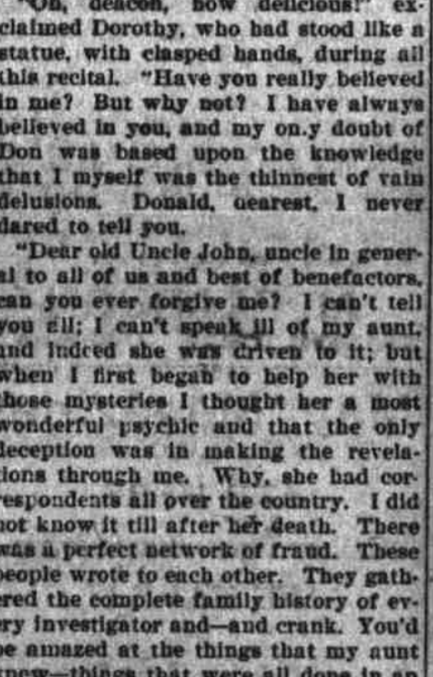 "Oh, deacon, how delicious!" ex-
claimed Dorothy, who had stood like a
statue, with clasped hands, during all
this recital. "Have you really believed
in me? But why not? I have always
believed in you, and my on.y doubt of
Don was based upon the knowledge
that I myself was the thinnest of vain
delusions. Donald, dearest, I never
dared to tell you.
"Dear old Uncle John, uncle in gener-
al to all of us and best of benefactors,
can you ever forgive me? I can't tell
you all; I can't speak ill of my aunt,
and indeed she was driven to it; but
when I first began to help her with
those mysteries I thought her a most
wonderful psychic and that the only
deception was in making the revela-
tions through me. Why, she had cor-
respondents all over the country. I did
not know it till after her death. There
was a perfect network of fraud. These
people wrote to each other. They gath-
ered the complete family history of ev-
ery investigator and—and crank. You'd
be amazed at the things that my aunt
knew—things that were all done in an